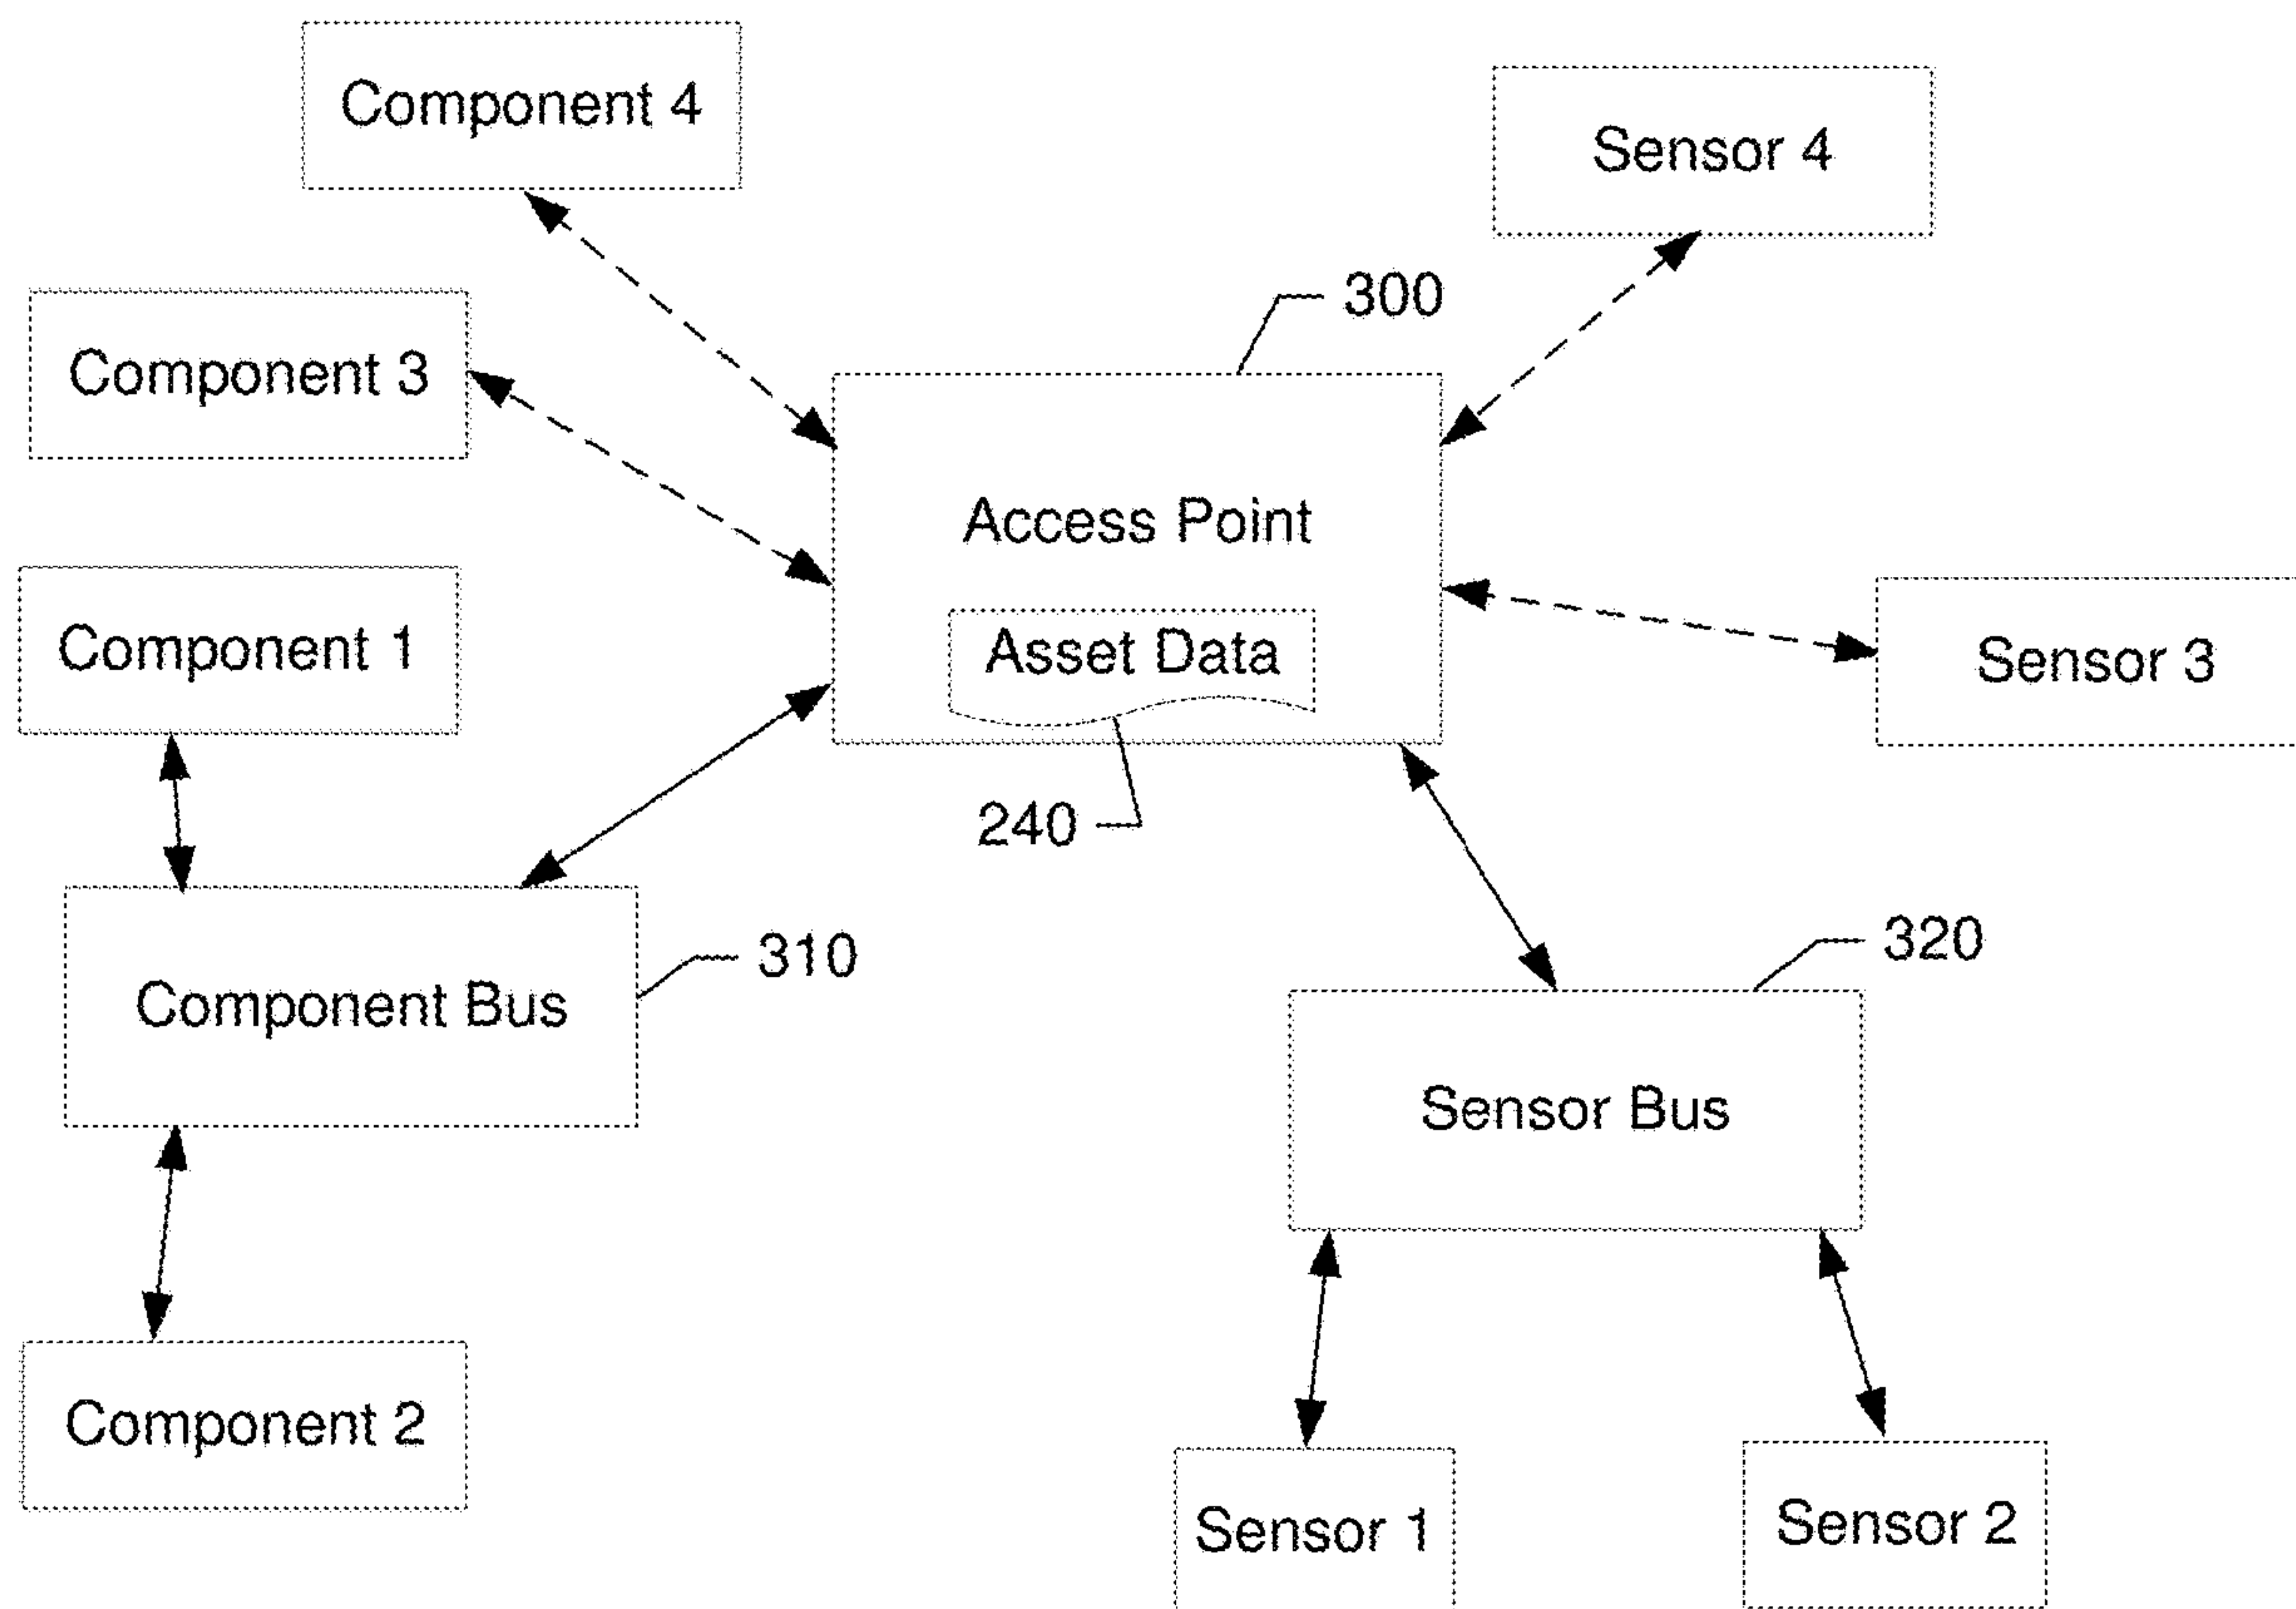 Component 4
Sensor 4
300
Component 3
Access Point
Component 1
Asset Data
Sensor 3
240
310
320
Component Bus
Sensor Bus
Component 2
Sensor 1
Sensor 2